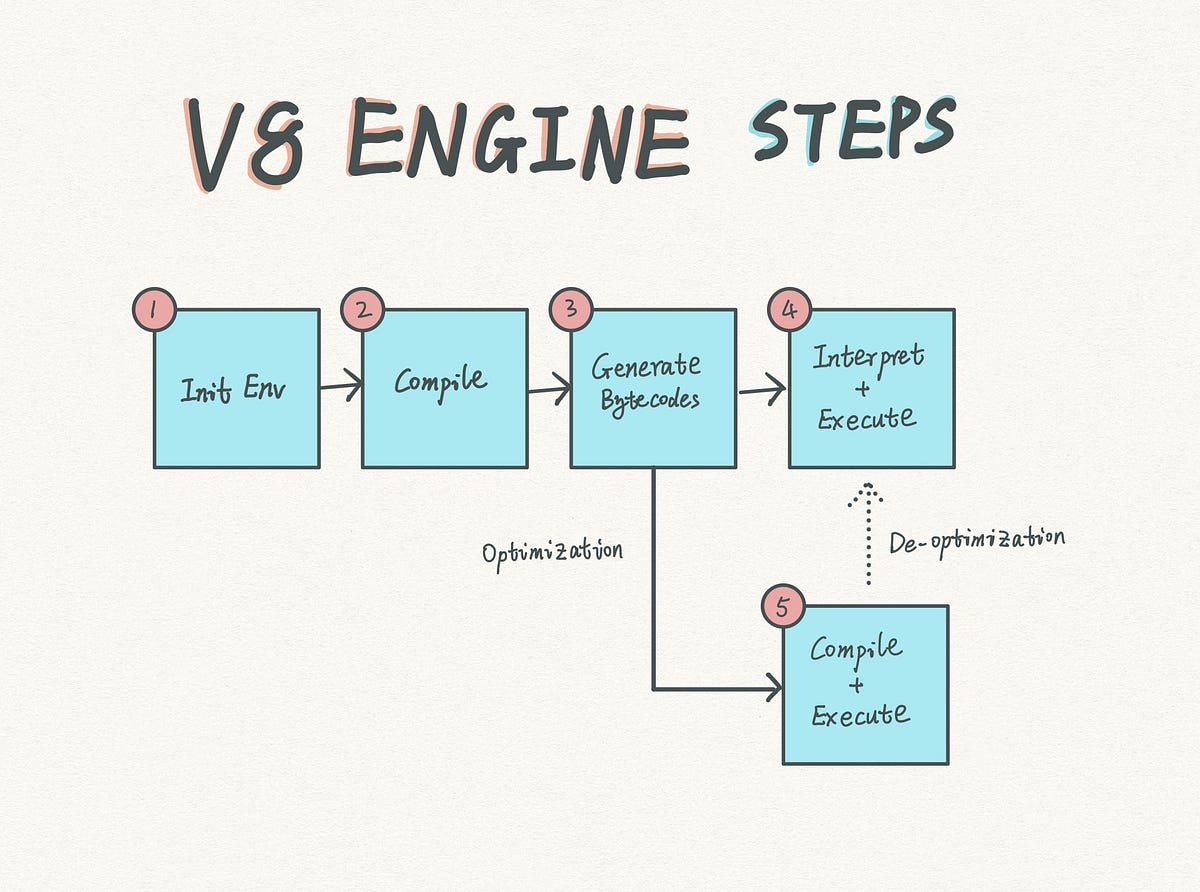 V8 ENGINE STEPS
1
Init Env
2
Compile
3
Generate
Bytecodes
4
Interpret
+
Execute
Optimization
De-optimization
5
Compile
+
Execute